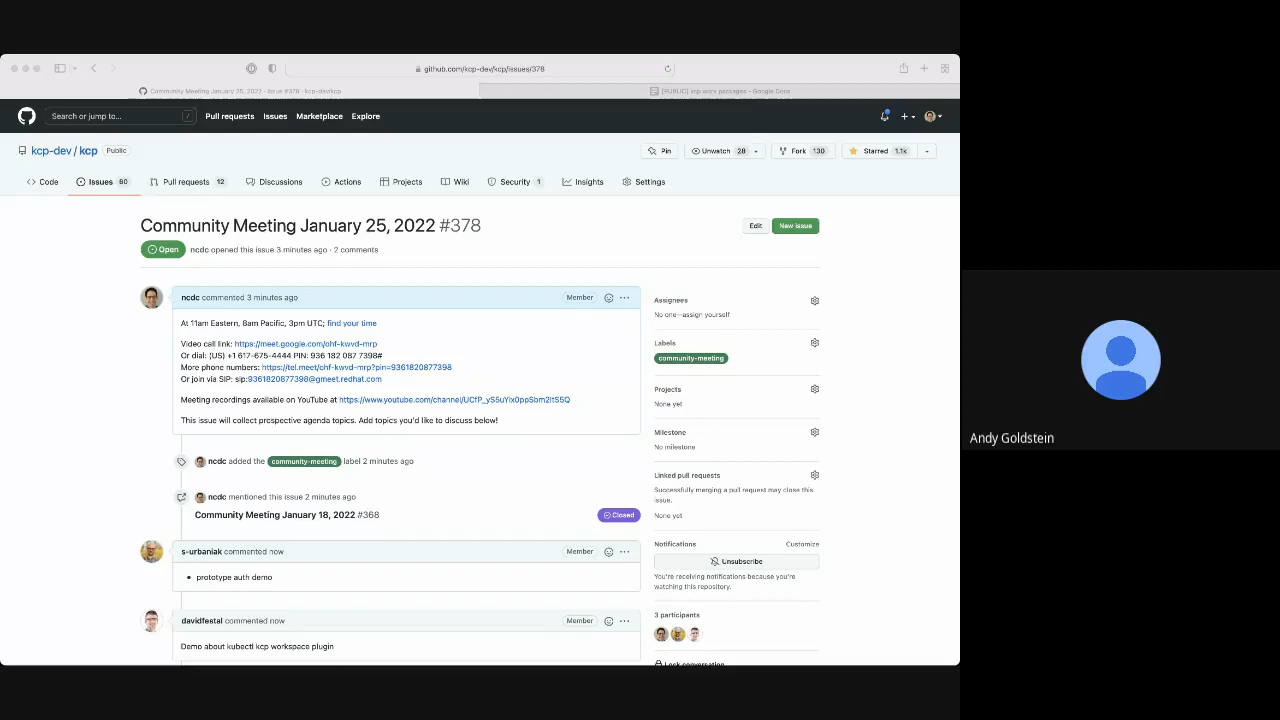 github.com/kcp-dev/kcp/issues/378
Community Meeting January 25, 2022 · Issue #378 · kcp-dev/kcp
[PUBLIC] kcp work packages - Google Docs
Search or jump to...
/
Pull requests
Issues
Marketplace
Explore
kcp-dev / kcp
Public
Pin
Unwatch 28
Fork 130
Starred 1.1k
Code
Issues 60
Pull requests 12
Discussions
Actions
Projects
Wiki
Security 1
Insights
Settings
Community Meeting January 25, 2022 #378
Edit
New issue
Open
ncdc opened this issue 3 minutes ago · 2 comments
ncdc commented 3 minutes ago
Member
At 11am Eastern, 8am Pacific, 3pm UTC; find your time
Video call link: https://meet.google.com/ohf-kwvd-mrp
Or dial: (US) +1 617-675-4444 PIN: 936 182 087 7398#
More phone numbers: https://tel.meet/ohf-kwvd-mrp?pin=9361820877398
Or join via SIP: sip:9361820877398@gmeet.redhat.com
Meeting recordings available on YouTube at https://www.youtube.com/channel/UCfP_yS5uYix0ppSbm2ltS5Q
This issue will collect prospective agenda topics. Add topics you'd like to discuss below!
ncdc added the community-meeting label 2 minutes ago
ncdc mentioned this issue 2 minutes ago
Community Meeting January 18, 2022 #368
Closed
s-urbaniak commented now
Member
• prototype auth demo
davidfestal commented now
Member
Demo about kubectl kcp workspace plugin
Assignees
No one—assign yourself
Labels
community-meeting
Projects
None yet
Milestone
No milestone
Linked pull requests
Successfully merging a pull request may close this
issue.
None yet
Notifications
Customize
Unsubscribe
You're receiving notifications because you're
watching this repository.
3 participants
Lock conversation
Andy Goldstein